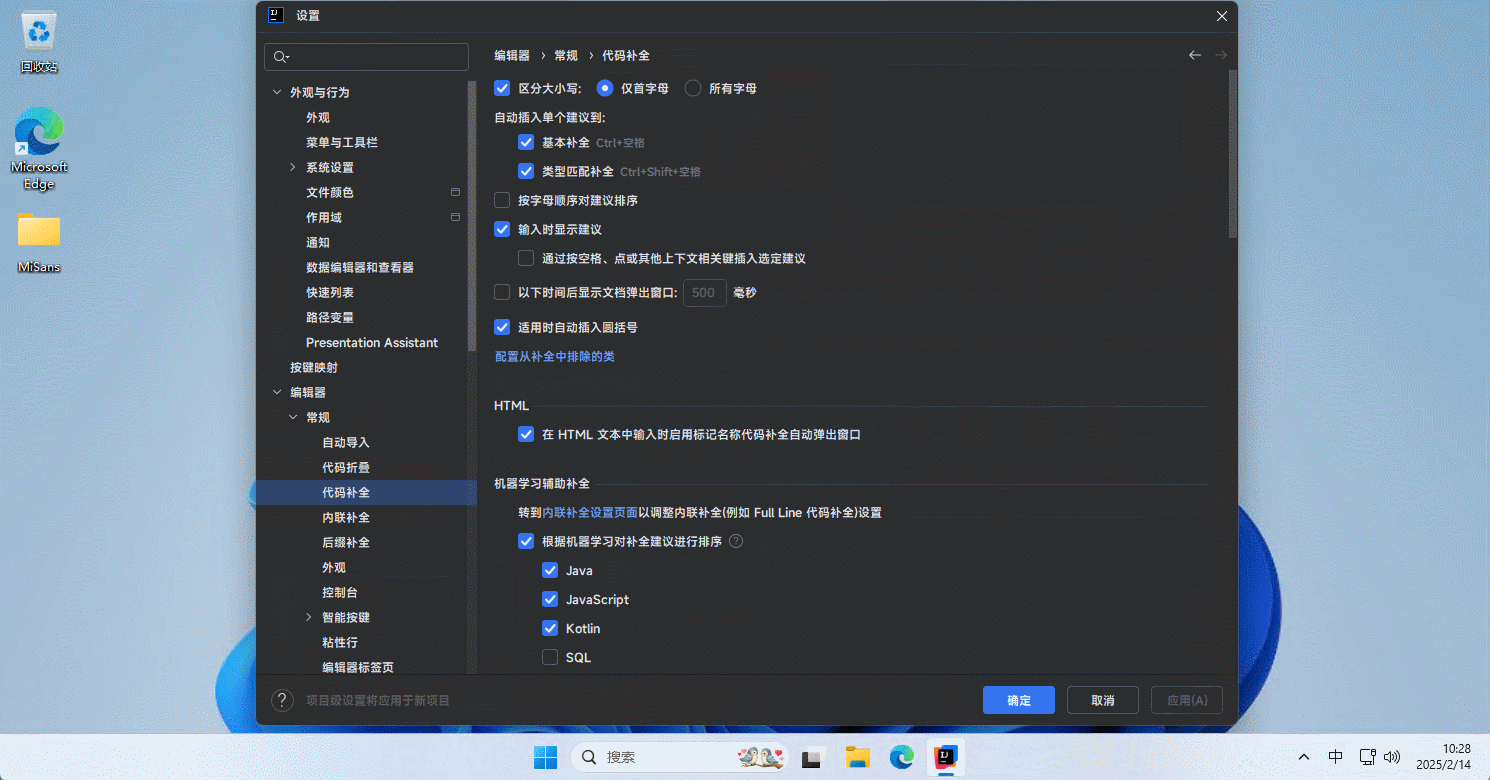 回收站
Microsoft
Edge
MiSans
设置
外观与行为
外观
菜单与工具栏
系统设置
文件颜色
作用域
通知
数据编辑器和查看器
快速列表
路径变量
Presentation Assistant
按键映射
编辑器
常规
自动导入
代码折叠
代码补全
内联补全
后缀补全
外观
控制台
智能按键
粘性行
编辑器标签页
编辑器 › 常规 › 代码补全
区分大小写: 仅首字母 所有字母
自动插入单个建议到:
基本补全 Ctrl+空格
类型匹配补全 Ctrl+Shift+空格
按字母顺序对建议排序
输入时显示建议
通过按空格、点或其他上下文相关键插入选定建议
以下时间后显示文档弹出窗口: 500 毫秒
适用时自动插入圆括号
配置从补全中排除的类
HTML
在 HTML 文本中输入时启用标记名称代码补全自动弹出窗口
机器学习辅助补全
转到内联补全设置页面以调整内联补全(例如 Full Line 代码补全)设置
根据机器学习对补全建议进行排序 ?
Java
JavaScript
Kotlin
SQL
? 项目级设置将应用于新项目
确定 取消 应用(A)
搜索
中
10:28
2025/2/14